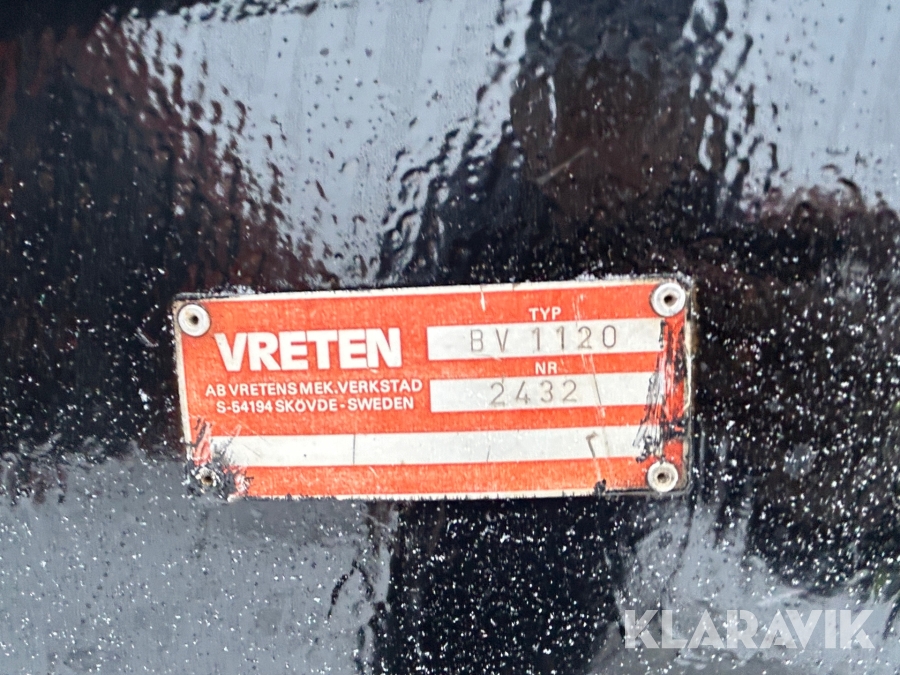 VRETEN
AB VRETENS MEK. VERKSTAD
S-54194 SKÖVDE - SWEDEN
TYP
BV 1120
NR
2432
KLARAVIK